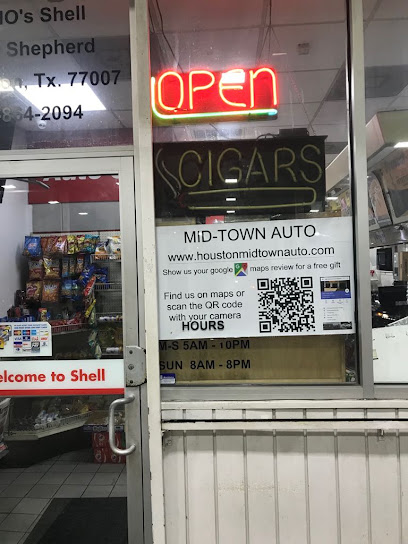 IO's Shell
Shepherd
Tx. 77007
864-2094
OPEN
CIGARS
MID-TOWN AUTO
www.houstonmidtownauto.com
Show us your google maps review for a free gift
Find us on maps or
scan the QR code
with your camera
HOURS
M-S 5AM - 10PM
SUN 8AM - 8PM
elcome to Shell